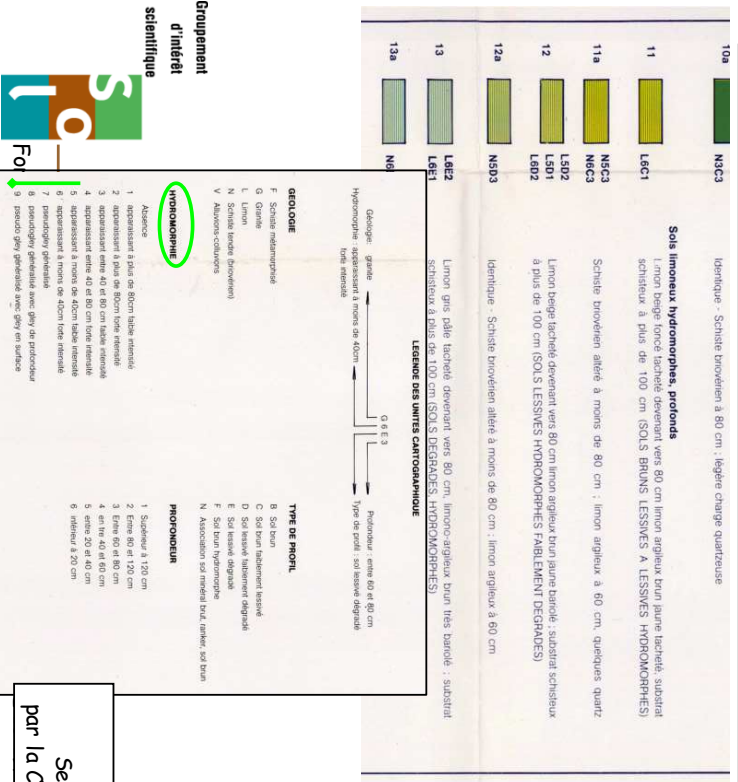 Groupement
d'intérêt
scientifique
s
o
l
For
10a
N3C3
Identique - Schiste briovérien à 80 cm ; légère charge quartzeuse
Sols limoneux hydromorphes, profonds
11
L6C1
Limon beige foncé tacheté devenant vers 80 cm limon argileux brun jaune tacheté, substrat
schisteux à plus de 100 cm (SOLS BRUNS LESSIVES A LESSIVES HYDROMORPHES)
11a
N5C3
N6C3
Schiste briovérien altéré à moins de 80 cm ; limon argileux à 60 cm, quelques quartz
12
L5D2
L5D1
L6D2
Limon beige tacheté devenant vers 80 cm limon argileux brun jaune bariolé ; substrat schisteux
à plus de 100 cm (SOLS LESSIVES HYDROMORPHES FAIBLEMENT DEGRADES)
12a
N5D3
Identique - Schiste briovérien altéré à moins de 80 cm ; limon argileux à 60 cm
13
L6E2
L6E1
Limon gris pâle tacheté devenant vers 80 cm, limono-argileux brun très bariolé ; substrat
schisteux à plus de 100 cm (SOLS DEGRADES, HYDROMORPHES)
13a
LEGENDE DES UNITES CARTOGRAPHIQUE
G 6 E 3
Géologie: granite
Hydromorphie : apparaissant à moins de 40cm
forte intensité
Profondeur : entre 60 et 80 cm
Type de profil : sol lessivé dégradé
GEOLOGIE
F Schiste métamorphisé
G Granite
L Limon
N Schiste tendre (briovérien)
V Alluvions-colluvions
HYDROMORPHIE
Absence
1 apparaissant à plus de 80cm faible intensité
2 apparaissant à plus de 80cm forte intensité
3 apparaissant entre 40 et 80 cm faible intensité
4 apparaissant entre 40 et 80 cm forte intensité
5 apparaissant à moins de 40cm faible intensité
6 apparaissant à moins de 40cm forte intensité
7 pseudogley généralisé
8 pseudogley généralisé avec gley de profondeur
9 pseudo gley généralisé avec gley en surface
TYPE DE PROFIL
B Sol brun
C Sol brun faiblement lessivé
D Sol lessivé faiblement dégradé
E Sol lessivé dégradé
F Sol brun hydromorphe
N Association sol minéral brut, ranker, sol brun
PROFONDEUR
1 Supérieur à 120 cm
2 Entre 80 et 120 cm
3 Entre 60 et 80 cm
4 en tre 40 et 60 cm
5 entre 20 et 40 cm
6 inférieur à 20 cm
Se
par la C